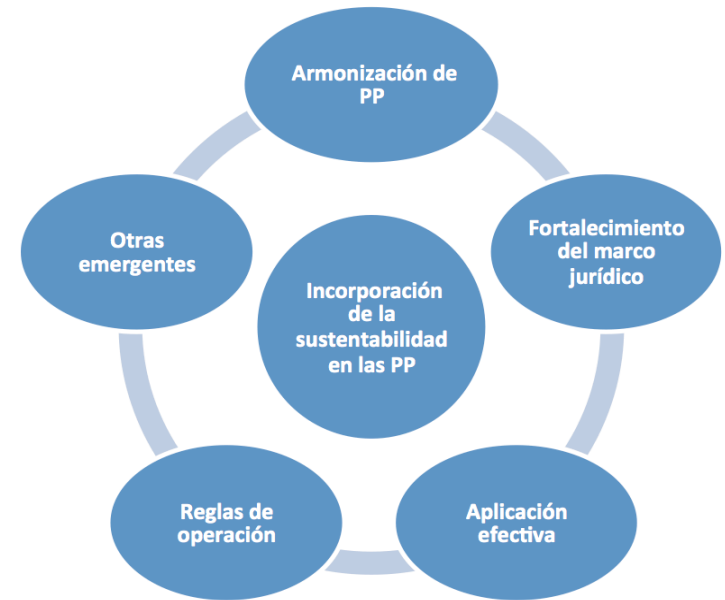 Armonización de
PP
Fortalecimiento
del marco
jurídico
Aplicación
efectiva
Reglas de
operación
Otras
emergentes
Incorporación
de la
sustentabilidad
en las PP